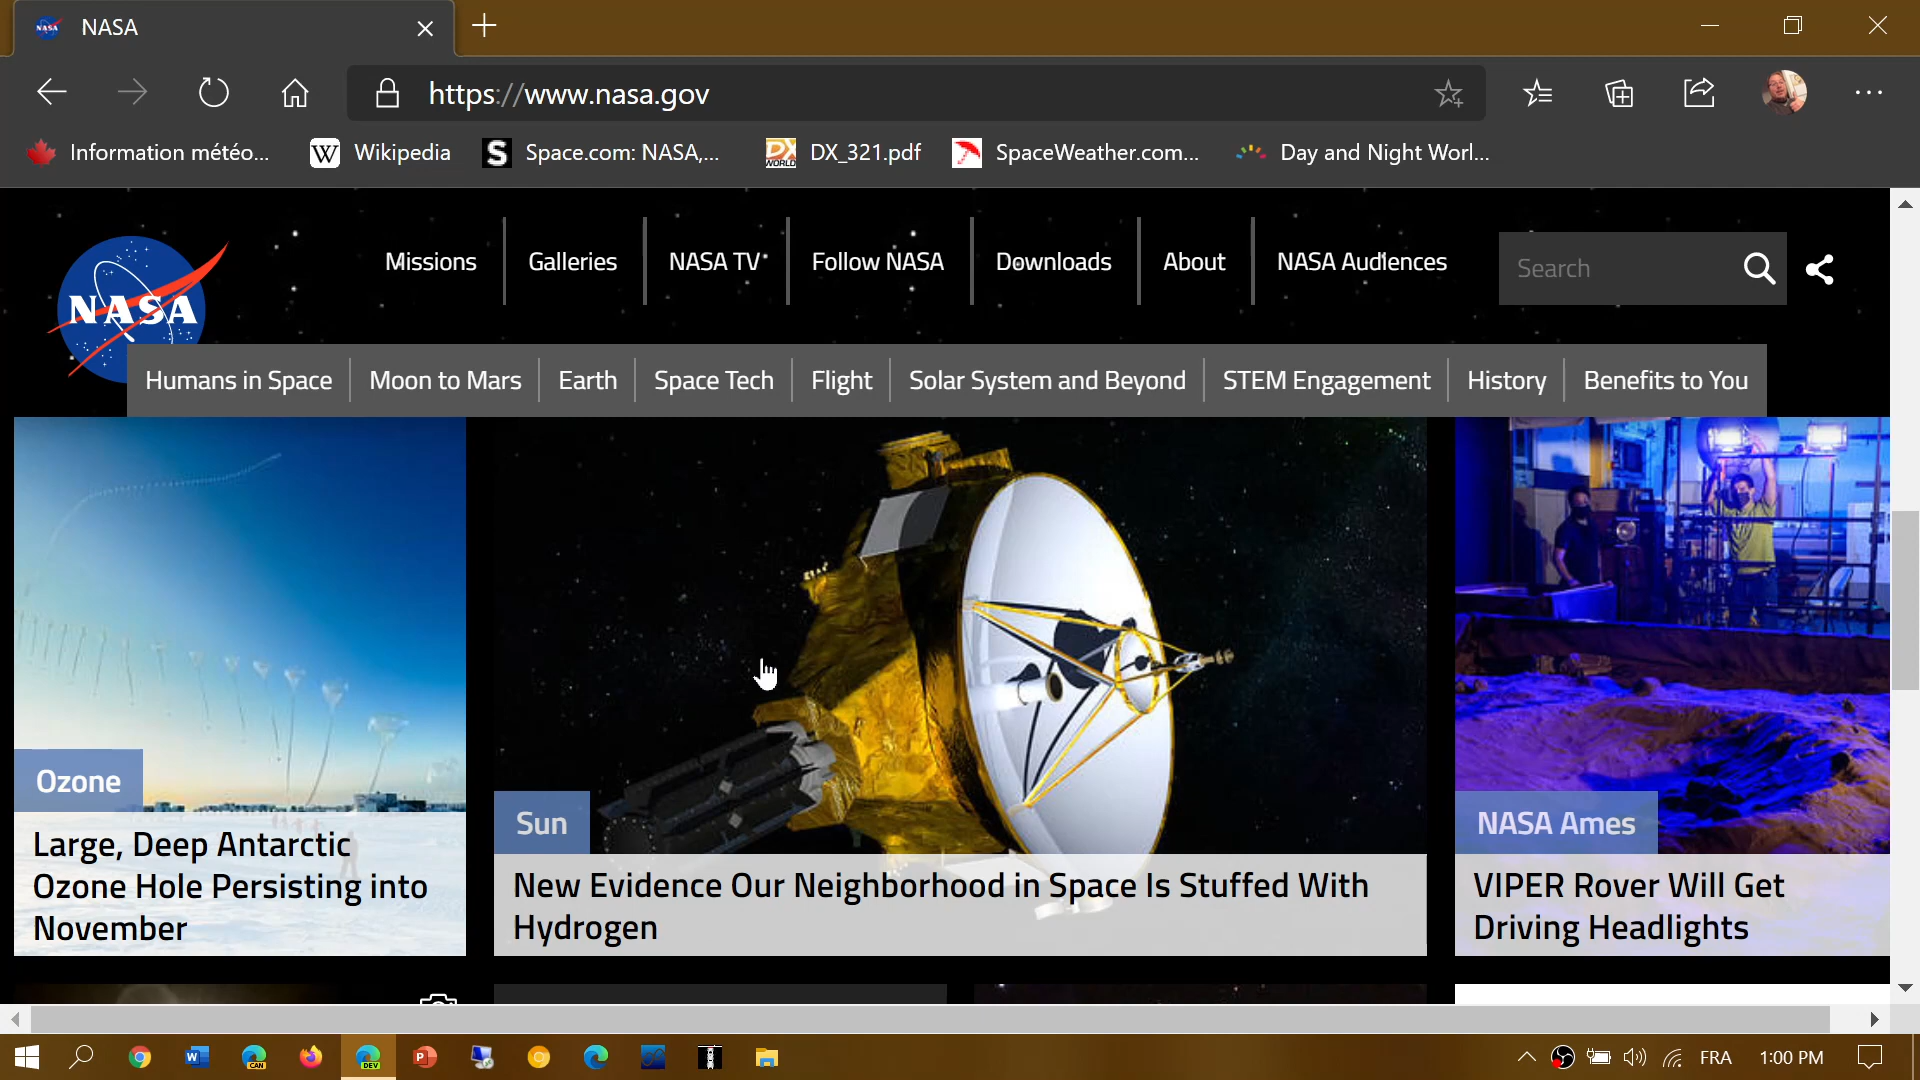 NASA
https://www.nasa.gov
Information météo...
W Wikipedia
S Space.com: NASA,...
DX WORLD DX_321.pdf
SpaceWeather.com...
Day and Night Worl...
NASA
Missions
Galleries
NASA TV
Follow NASA
Downloads
About
NASA Audiences
Search
Humans in Space
Moon to Mars
Earth
Space Tech
Flight
Solar System and Beyond
STEM Engagement
History
Benefits to You
Ozone
Large, Deep Antarctic
Ozone Hole Persisting into
November
Sun
New Evidence Our Neighborhood in Space Is Stuffed With
Hydrogen
NASA Ames
VIPER Rover Will Get
Driving Headlights
W
CAN
DEV
P
FRA
1:00 PM